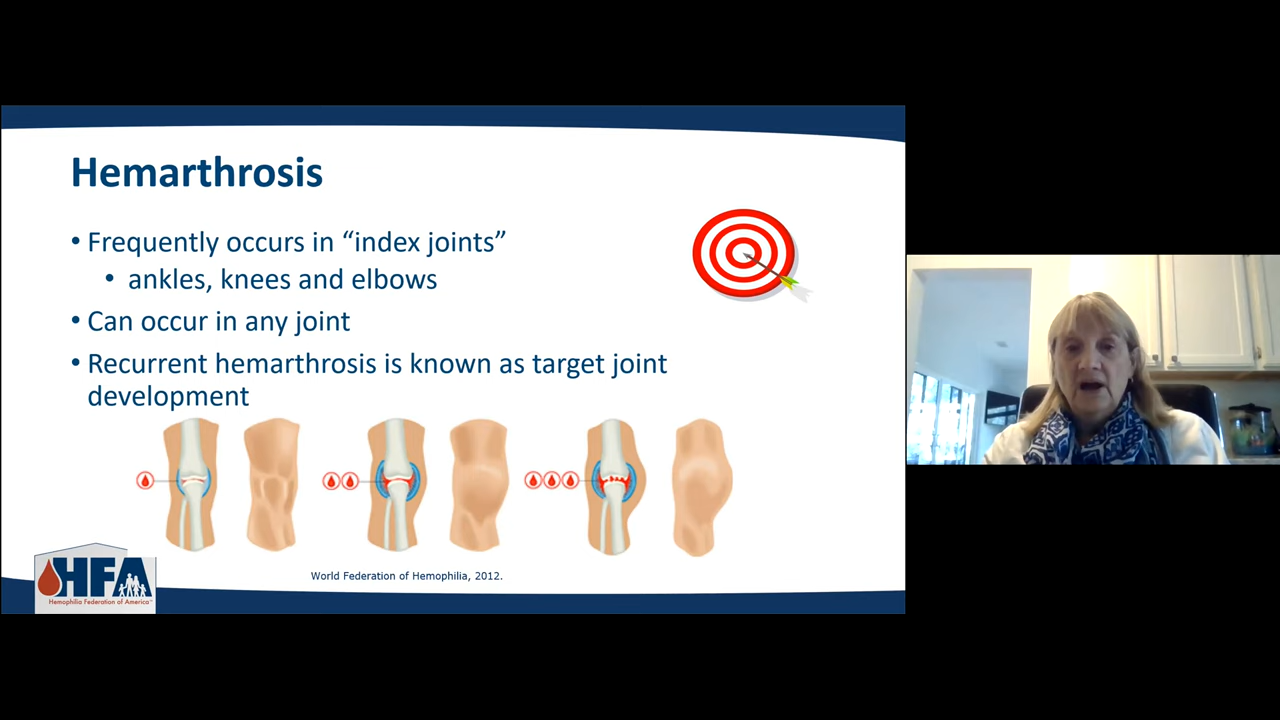 Hemarthrosis
• Frequently occurs in “index joints”
• ankles, knees and elbows
• Can occur in any joint
• Recurrent hemarthrosis is known as target joint
development
World Federation of Hemophilia, 2012.
HFA
Hemophilia Federation of America™